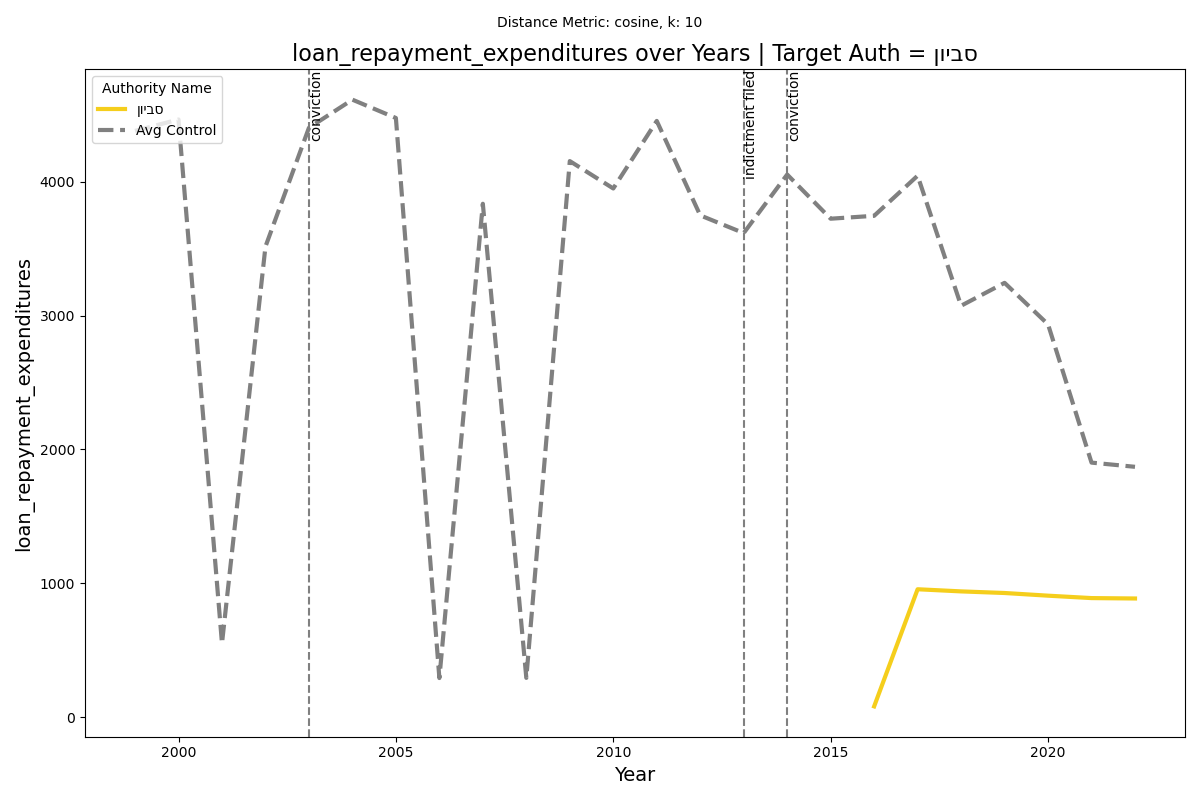 Distance Metric: cosine, k: 10
loan_repayment_expenditures over Years | Target Auth = סביון
Authority Name
סביון
Avg Control
conviction
indictment filed
conviction
loan_repayment_expenditures
4000
3000
2000
1000
0
2000
2005
2010
2015
2020
Year